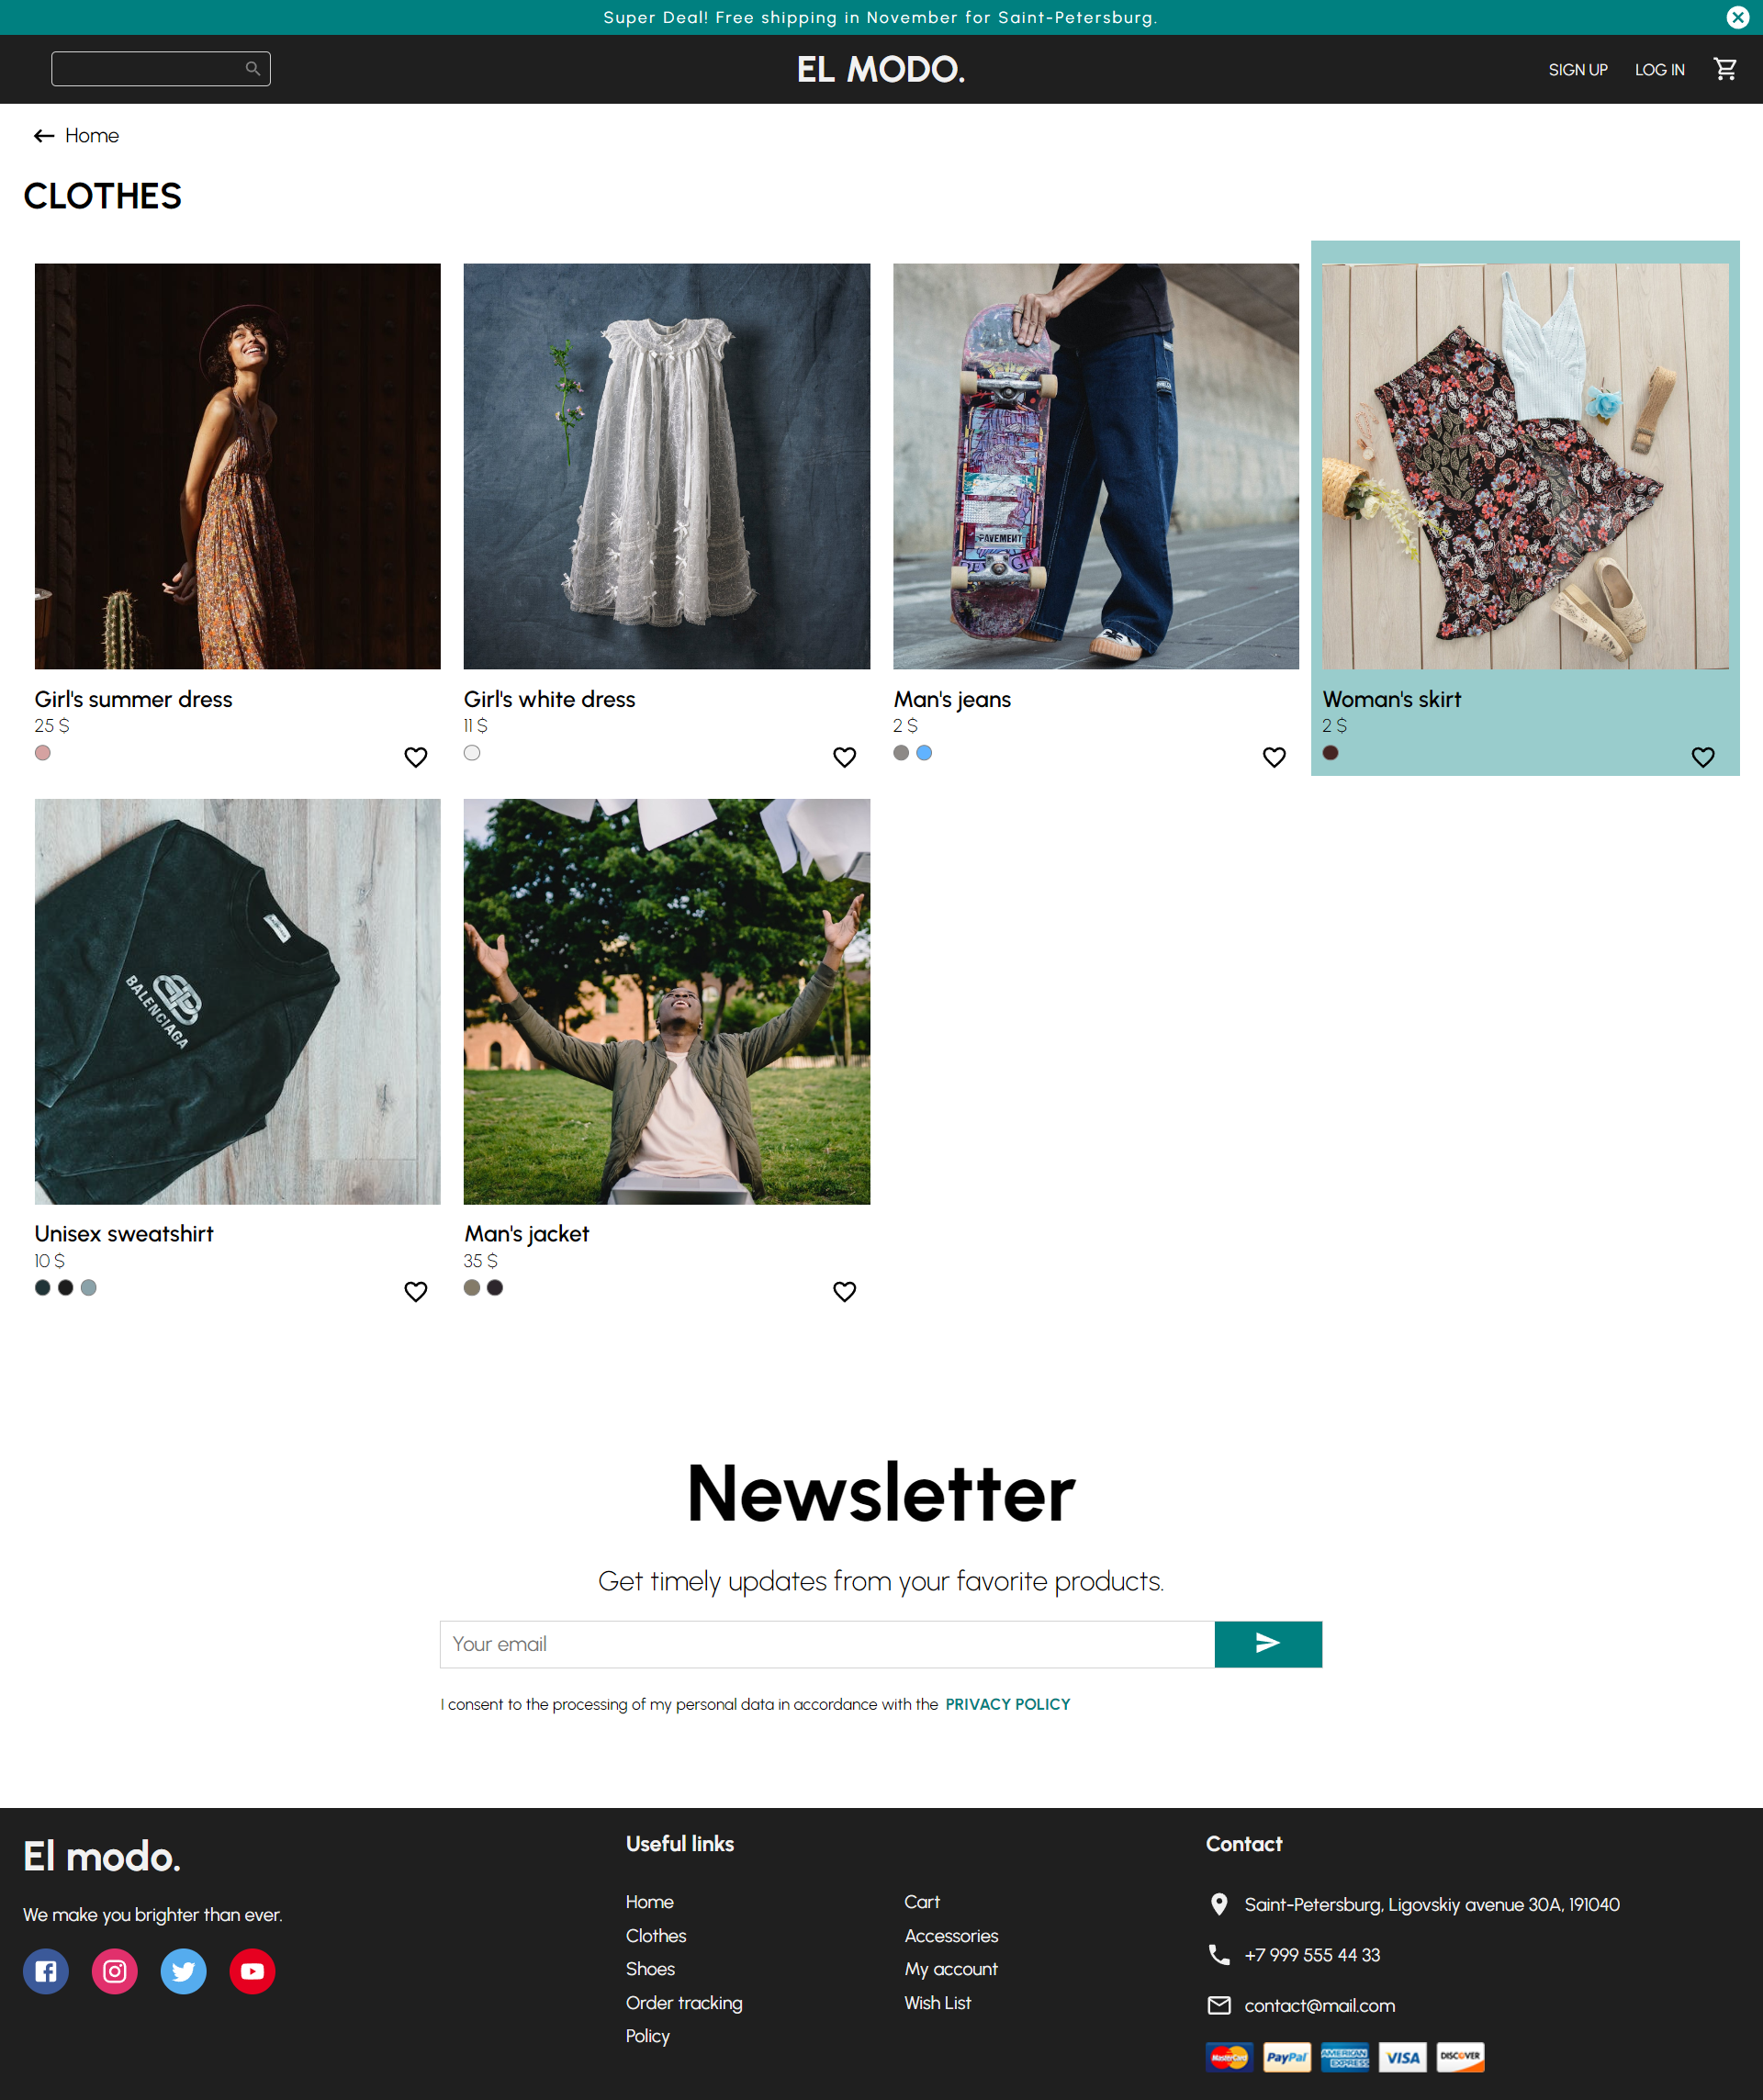 Super Deal! Free shipping in November for Saint-Petersburg.
EL MODO.
SIGN UP
LOG IN
Home
CLOTHES
PAVEMENT
Girl's summer dress
25 $
Girl's white dress
11 $
Man's jeans
2 $
Woman's skirt
2 $
BALENCIAGA
Unisex sweatshirt
10 $
Man's jacket
35 $
Newsletter
Get timely updates from your favorite products.
Your email
I consent to the processing of my personal data in accordance with the PRIVACY POLICY
El modo.
We make you brighter than ever.
Useful links
Home
Clothes
Shoes
Order tracking
Policy
Cart
Accessories
My account
Wish List
Contact
Saint-Petersburg, Ligovskiy avenue 30A, 191040
+7 999 555 44 33
contact@mail.com
MasterCard
PayPal
AMERICAN EXPRESS
VISA
DISCOVER